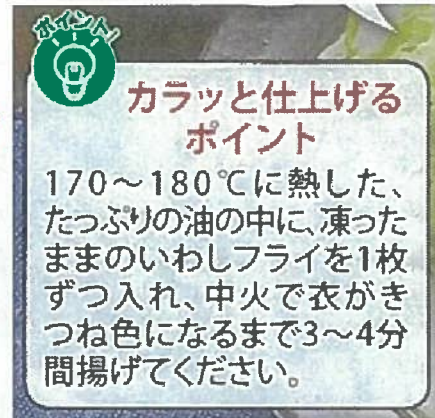 ポイント!
カラッと仕上げる
ポイント
170〜180℃に熱した、
たっぷりの油の中に、凍った
ままのいわしフライを1枚
ずつ入れ、中火で衣がき
つね色になるまで3〜4分
間揚げてください。